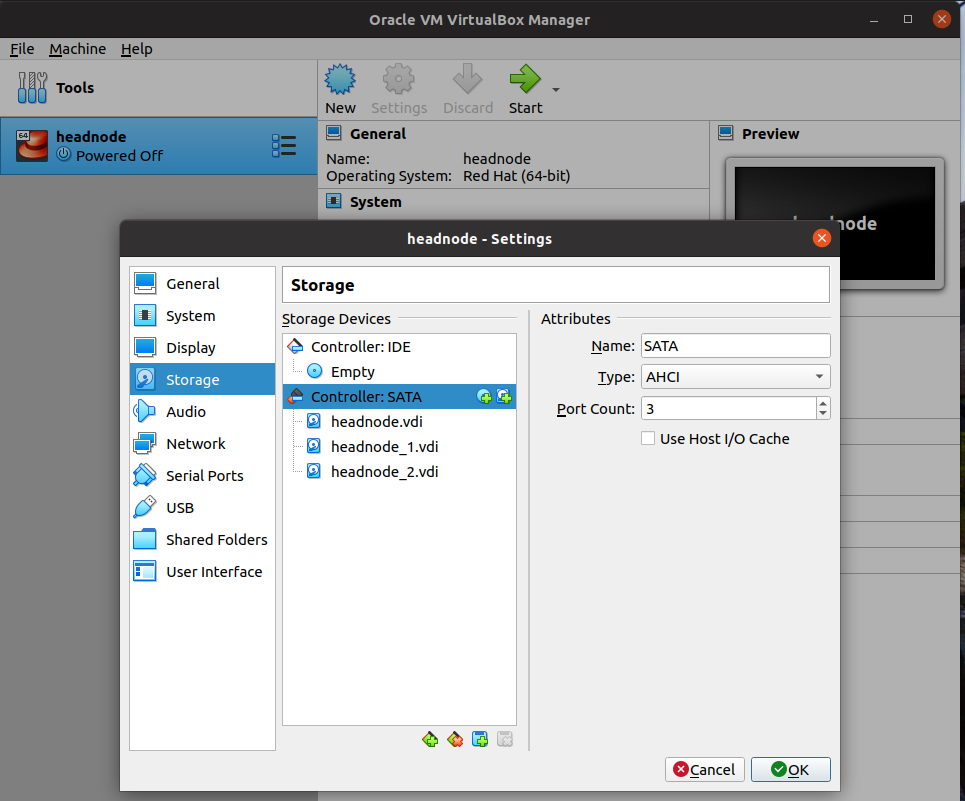 Oracle VM VirtualBox Manager
File Machine Help
Tools
64
headnode
Powered Off
New Settings Discard Start
General
Name: headnode
Operating System: Red Hat (64-bit)
System
Preview
headnode - Settings
General
System
Display
Storage
Audio
Network
Serial Ports
USB
Shared Folders
User Interface
Storage
Storage Devices
Controller: IDE
Empty
Controller: SATA
headnode.vdi
headnode_1.vdi
headnode_2.vdi
Attributes
Name: SATA
Type: AHCI
Port Count: 3
Use Host I/O Cache
Cancel OK